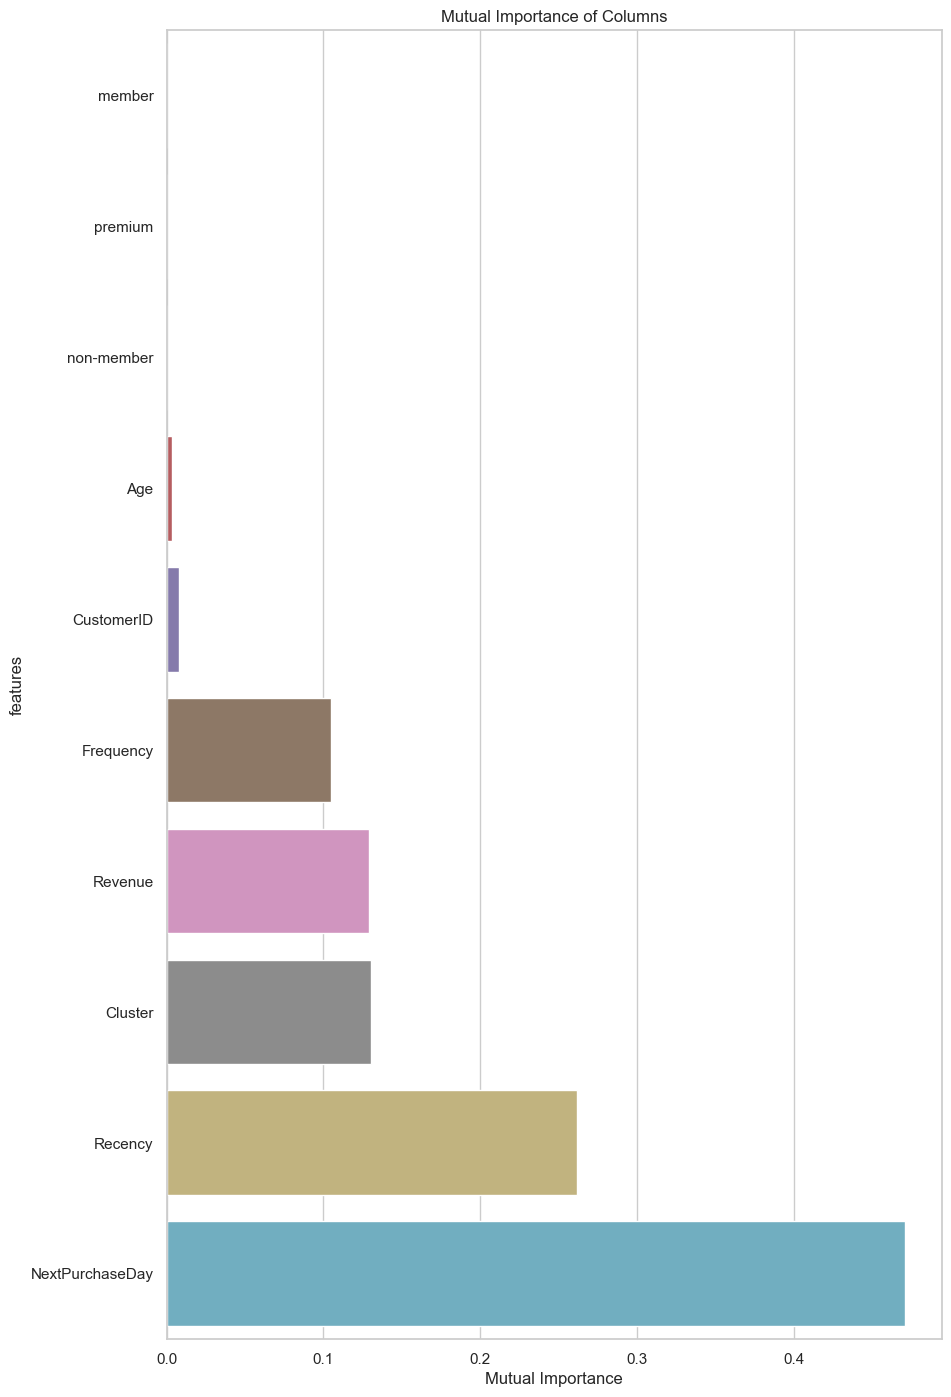 Mutual Importance of Columns
member
premium
non-member
Age
CustomerID
features
Frequency
Revenue
Cluster
Recency
NextPurchaseDay
0.0 0.1 0.2 0.3 0.4
Mutual Importance